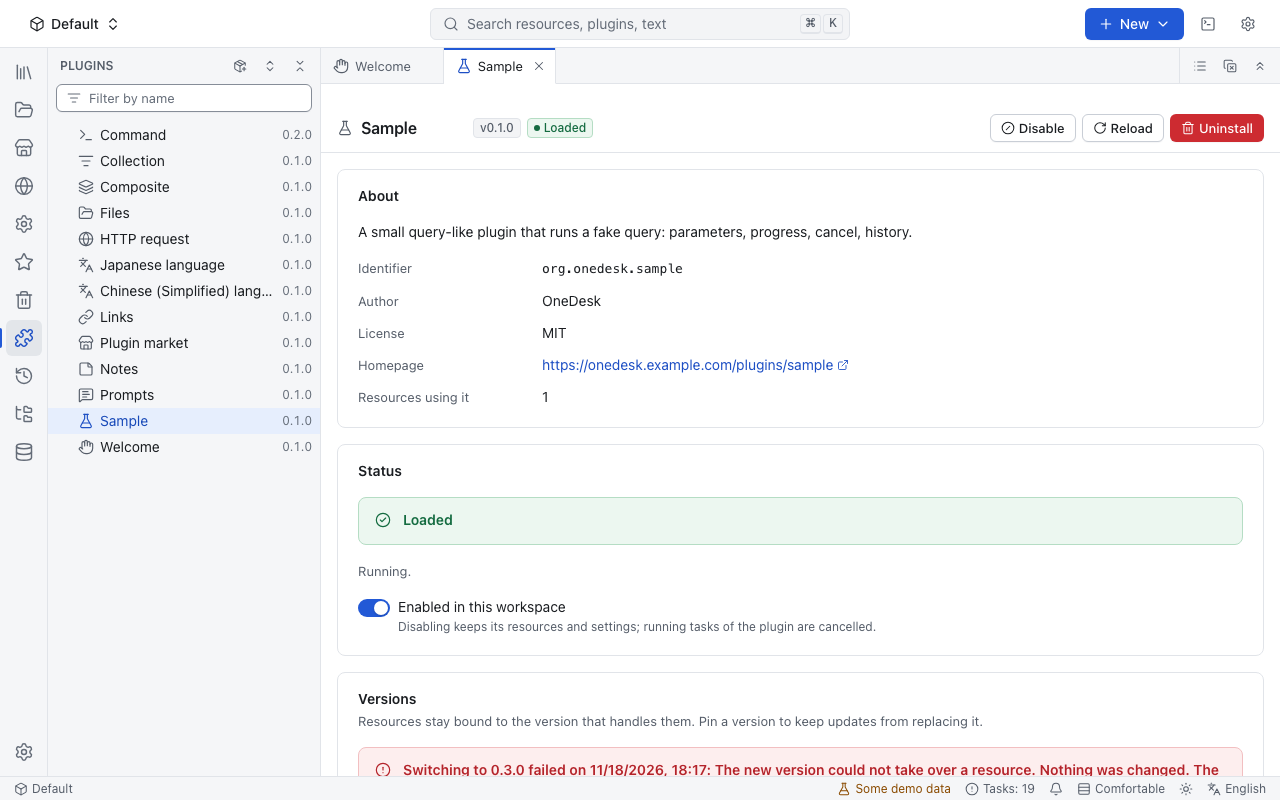 Default
Search resources, plugins, text
⌘ K
New
PLUGINS
Filter by name
Command 0.2.0
Collection 0.1.0
Composite 0.1.0
Files 0.1.0
HTTP request 0.1.0
Japanese language 0.1.0
Chinese (Simplified) lang... 0.1.0
Links 0.1.0
Plugin market 0.1.0
Notes 0.1.0
Prompts 0.1.0
Sample 0.1.0
Welcome 0.1.0
Welcome
Sample
Sample v0.1.0 Loaded
Disable
Reload
Uninstall
About
A small query-like plugin that runs a fake query: parameters, progress, cancel, history.
Identifier org.onedesk.sample
Author OneDesk
License MIT
Homepage https://onedesk.example.com/plugins/sample
Resources using it 1
Status
Loaded
Running.
Enabled in this workspace
Disabling keeps its resources and settings; running tasks of the plugin are cancelled.
Versions
Resources stay bound to the version that handles them. Pin a version to keep updates from replacing it.
Switching to 0.3.0 failed on 11/18/2026, 18:17: The new version could not take over a resource. Nothing was changed. The
Default
Some demo data
Tasks: 19
Comfortable
English